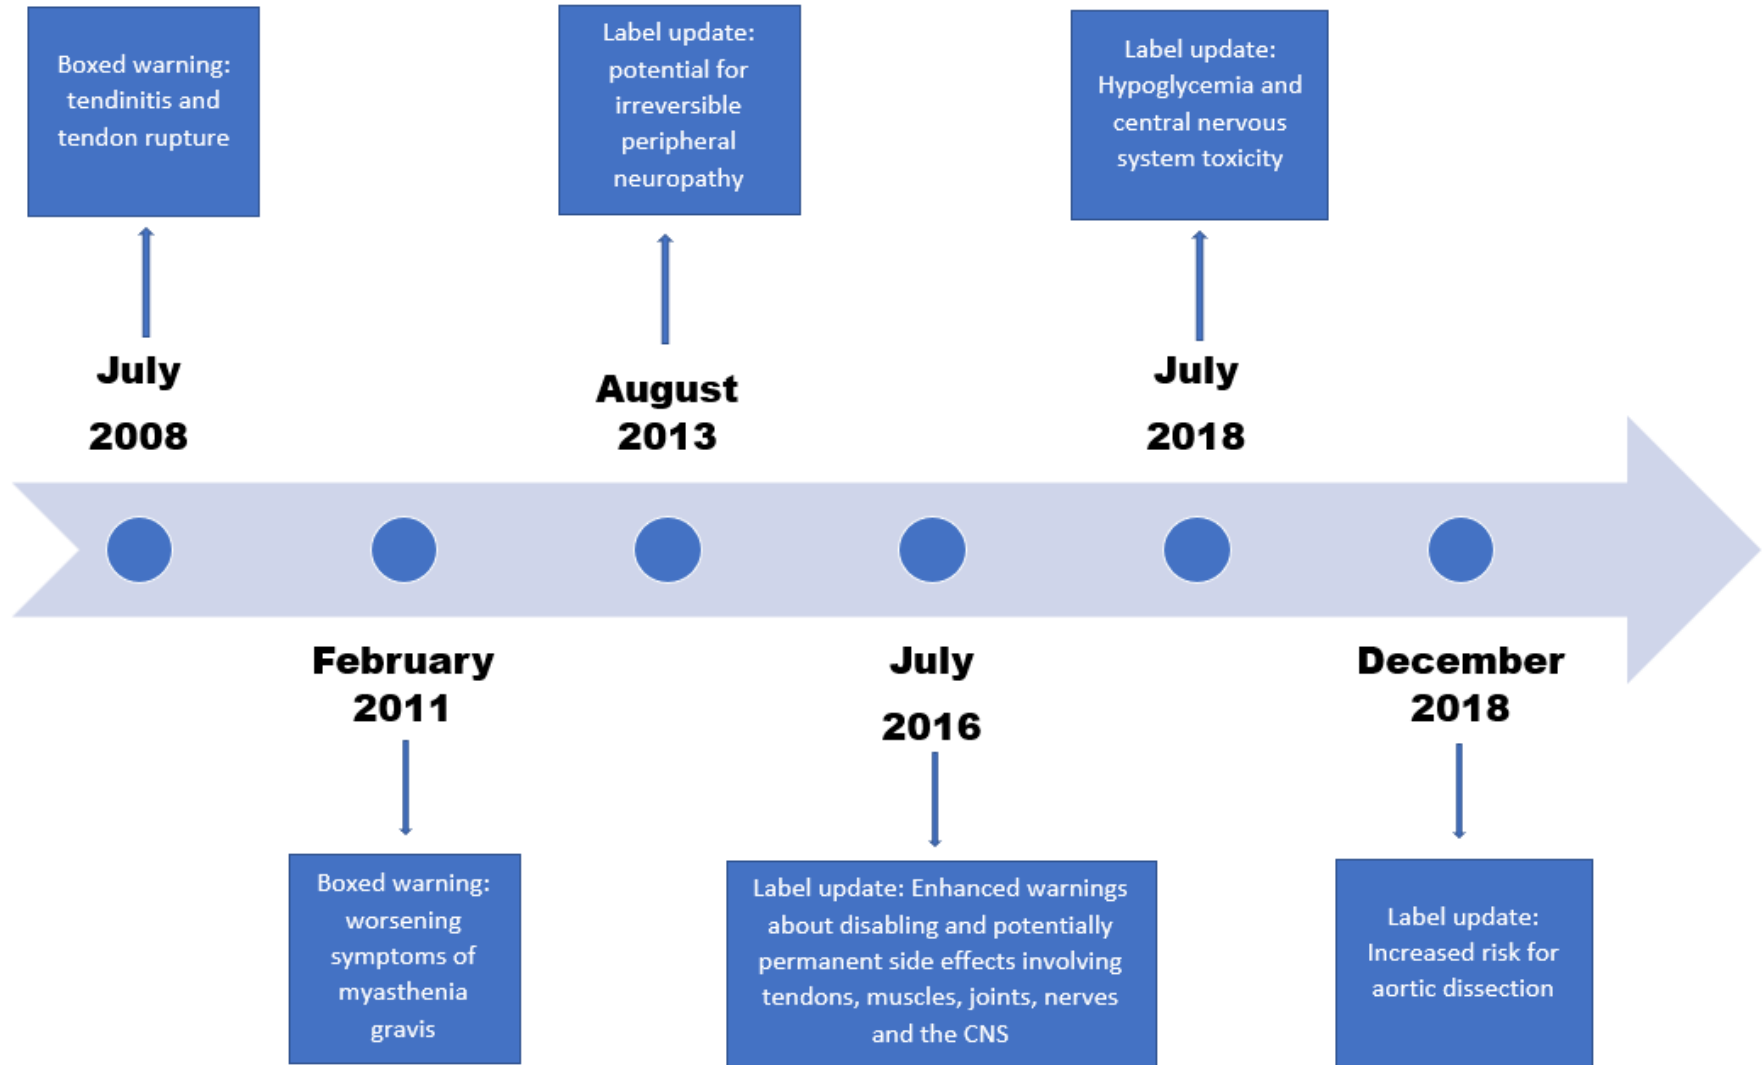 Boxed warning:
tendinitis and
tendon rupture
Label update:
potential for
irreversible
peripheral
neuropathy
Label update:
Hypoglycemia and
central nervous
system toxicity
July
2008
August
2013
July
2018
February
2011
July
2016
December
2018
Boxed warning:
worsening
symptoms of
myasthenia
gravis
Label update: Enhanced warnings
about disabling and potentially
permanent side effects involving
tendons, muscles, joints, nerves
and the CNS
Label update:
Increased risk for
aortic dissection